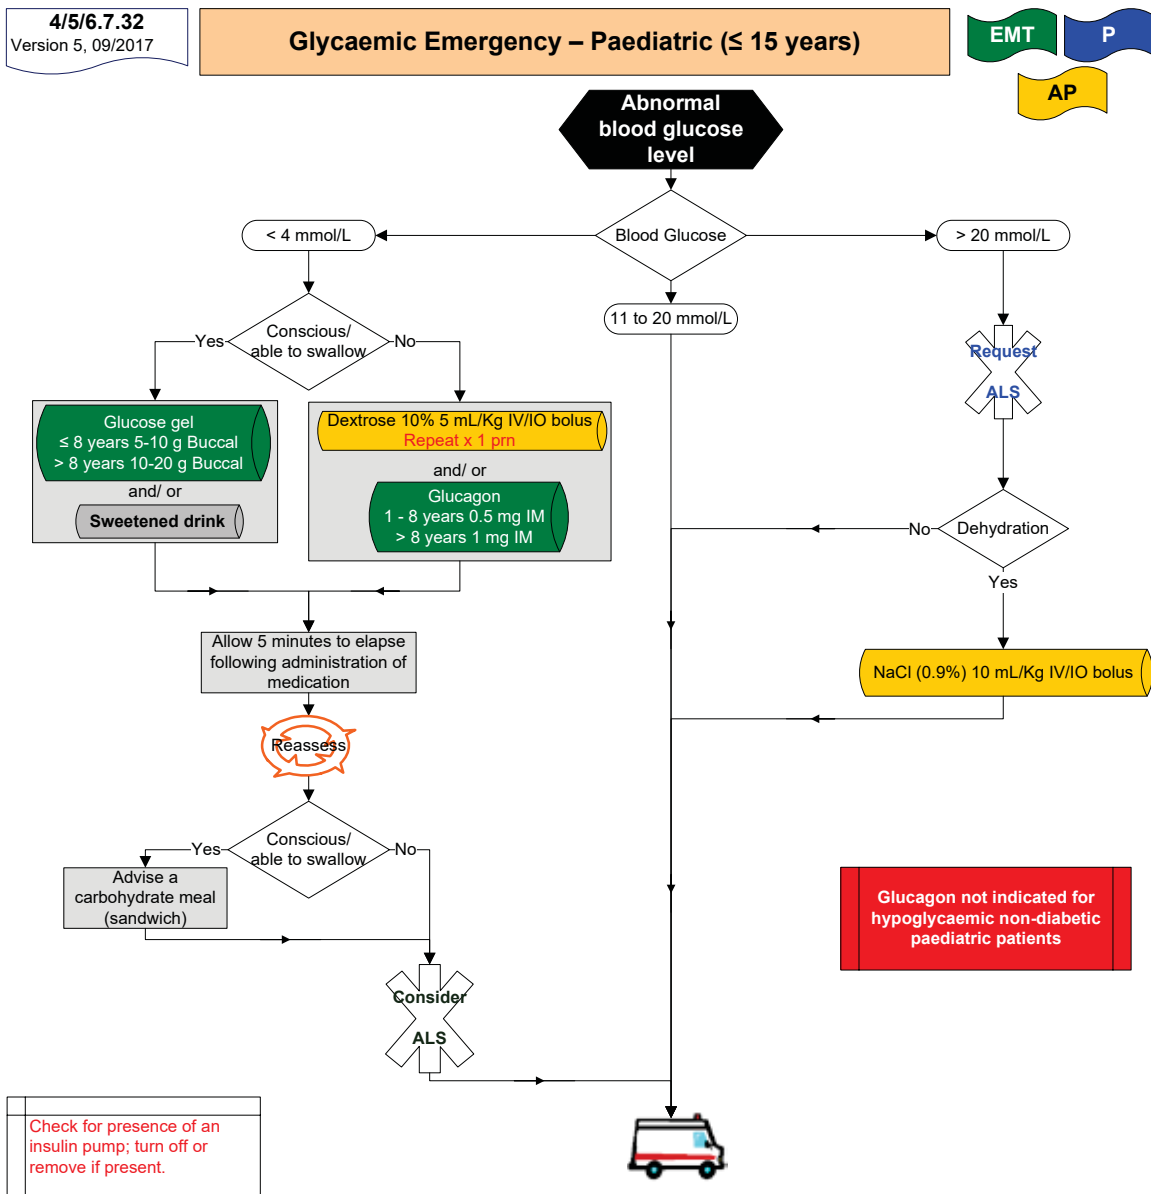 4/5/6.7.32
Version 5, 09/2017
Glycaemic Emergency – Paediatric (≤ 15 years)
EMT
P
AP
Abnormal
blood glucose
level
< 4 mmol/L
Blood Glucose
> 20 mmol/L
11 to 20 mmol/L
Yes
Conscious/
able to swallow
No
Request
ALS
Glucose gel
≤ 8 years 5-10 g Buccal
> 8 years 10-20 g Buccal
and/ or
Sweetened drink
Dextrose 10% 5 mL/Kg IV/IO bolus
Repeat x 1 prn
and/ or
Glucagon
1 - 8 years 0.5 mg IM
> 8 years 1 mg IM
No
Dehydration
Yes
Allow 5 minutes to elapse
following administration of
medication
NaCl (0.9%) 10 mL/Kg IV/IO bolus
Reassess
Yes
Conscious/
able to swallow
No
Advise a
carbohydrate meal
(sandwich)
Glucagon not indicated for
hypoglycaemic non-diabetic
paediatric patients
Consider
ALS
Check for presence of an
insulin pump; turn off or
remove if present.